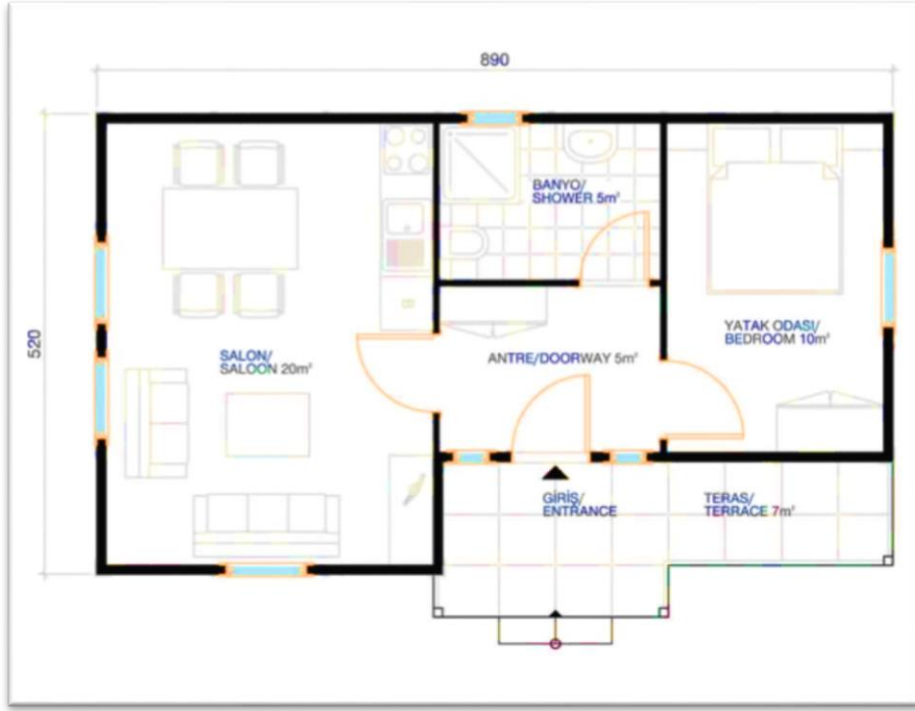 890
520
BANYO/
SHOWER 5m²
YATAK ODASI/
BEDROOM 10m²
SALON/
SALOON 20m²
ANTRE/DOORWAY 5m²
GİRİŞ/
ENTRANCE
TERAS/
TERRACE 7m²